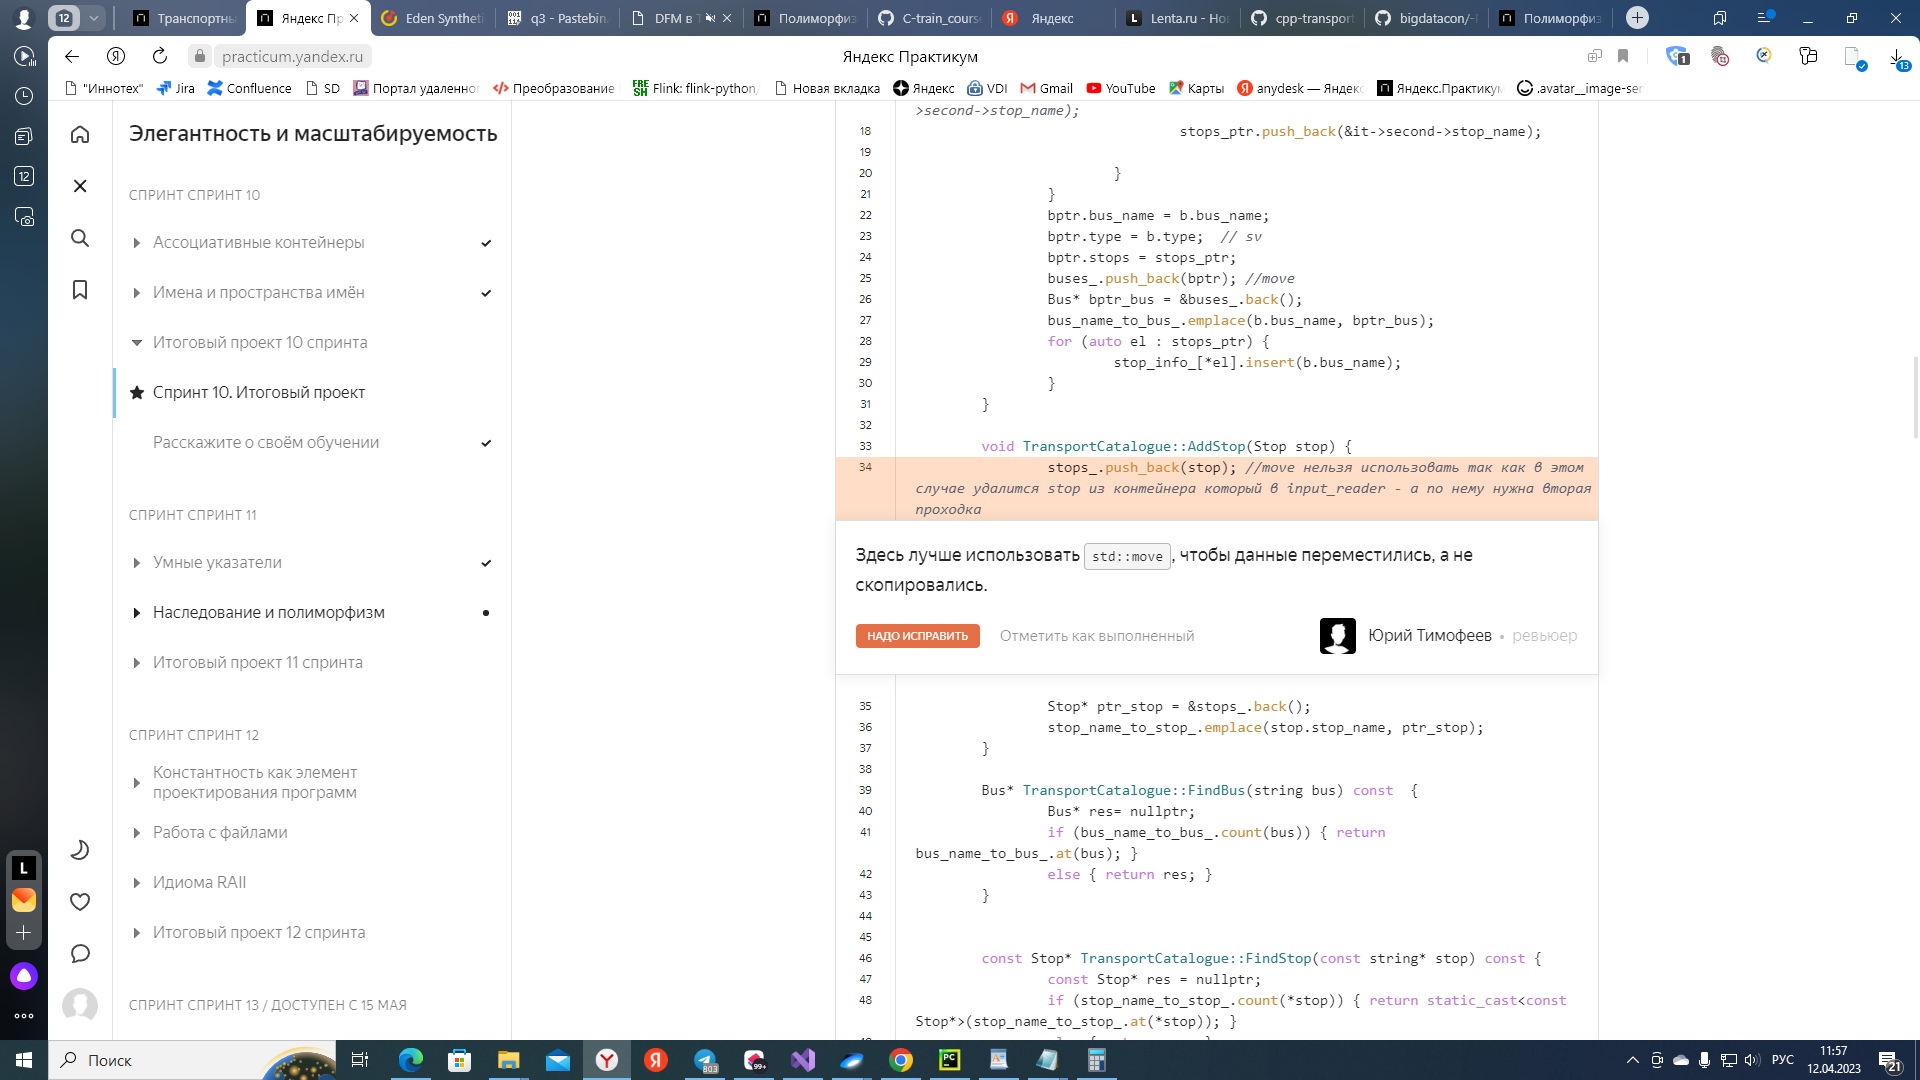 12
Транспортны
Яндекс Пр
Eden Syntheti
q3 - Pastebin.
DFM в T
Полиморфиз
C-train_cours
Яндекс
Lenta.ru - Но
cpp-transport
bigdatacon/-F
Полиморфиз
practicum.yandex.ru
Яндекс Практикум
1
13
"Иннотех"
Jira
Confluence
SD
Портал удаленног
Преобразование
Flink: flink-python/
Новая вкладка
Яндекс
VDI
Gmail
YouTube
Карты
anydesk — Яндекс
Яндекс.Практикум
.avatar__image-ser
12
Элегантность и масштабируемость
СПРИНТ СПРИНТ 10
Ассоциативные контейнеры
Имена и пространства имён
Итоговый проект 10 спринта
Спринт 10. Итоговый проект
Расскажите о своём обучении
СПРИНТ СПРИНТ 11
Умные указатели
Наследование и полиморфизм
Итоговый проект 11 спринта
СПРИНТ СПРИНТ 12
Константность как элемент
проектирования программ
Работа с файлами
Идиома RAII
Итоговый проект 12 спринта
СПРИНТ СПРИНТ 13 / ДОСТУПЕН С 15 МАЯ
>second->stop_name);
18 stops_ptr.push_back(&it->second->stop_name);
19
20 }
21 }
22 bptr.bus_name = b.bus_name;
23 bptr.type = b.type;  // sv
24 bptr.stops = stops_ptr;
25 buses_.push_back(bptr); //move
26 Bus* bptr_bus = &buses_.back();
27 bus_name_to_bus_.emplace(b.bus_name, bptr_bus);
28 for (auto el : stops_ptr) {
29 stop_info_[*el].insert(b.bus_name);
30 }
31 }
32
33 void TransportCatalogue::AddStop(Stop stop) {
34 stops_.push_back(stop); //move нельзя использовать так как в этом
случае удалится stop из контейнера который в input_reader - а по нему нужна вторая
проходка
Здесь лучше использовать std::move, чтобы данные переместились, а не
скопировались.
НАДО ИСПРАВИТЬ Отметить как выполненный Юрий Тимофеев • ревьюер
35 Stop* ptr_stop = &stops_.back();
36 stop_name_to_stop_.emplace(stop.stop_name, ptr_stop);
37 }
38
39 Bus* TransportCatalogue::FindBus(string bus) const  {
40 Bus* res= nullptr;
41 if (bus_name_to_bus_.count(bus)) { return
bus_name_to_bus_.at(bus); }
42 else { return res; }
43 }
44
45
46 const Stop* TransportCatalogue::FindStop(const string* stop) const {
47 const Stop* res = nullptr;
48 if (stop_name_to_stop_.count(*stop)) { return static_cast<const
Stop*>(stop_name_to_stop_.at(*stop)); }
L
Поиск
803
99+
РУС
11:57
12.04.2023
21